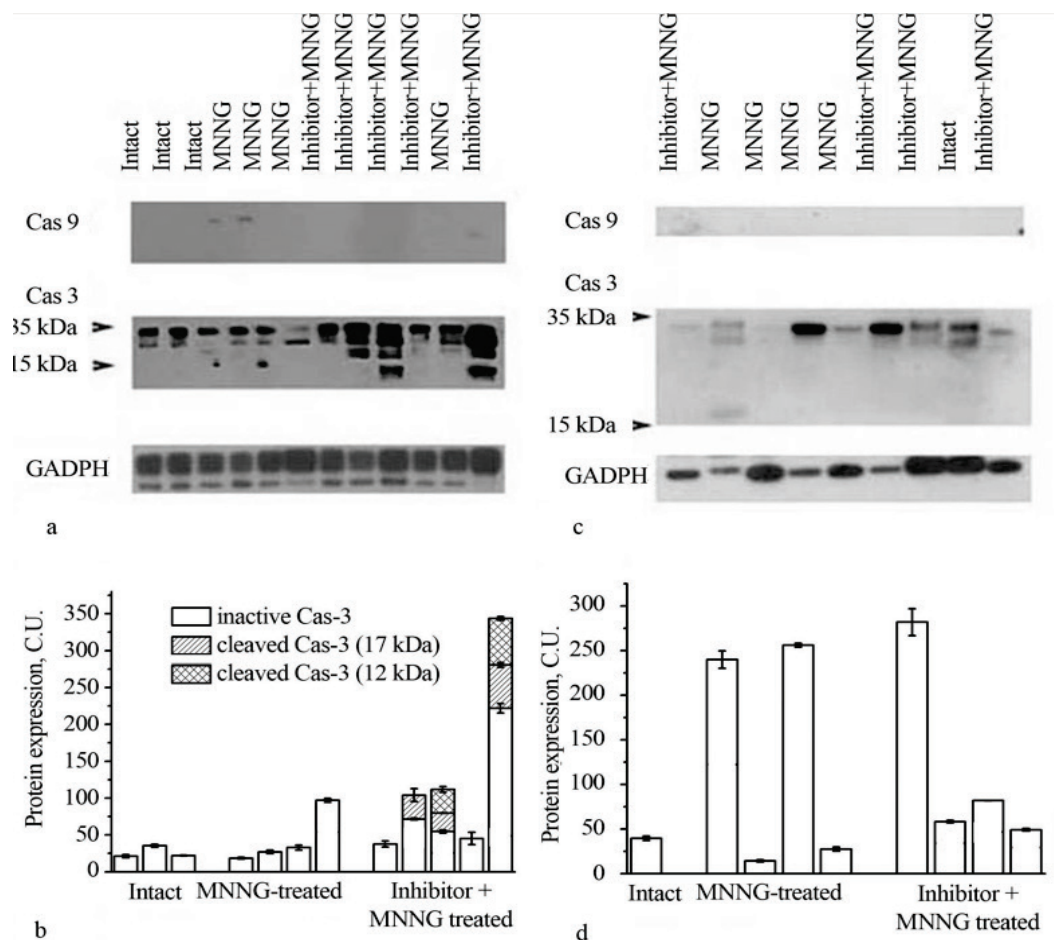 Intact
Intact
Intact
MNNG
MNNG
MNNG
Inhibitor+MNNG
Inhibitor+MNNG
Inhibitor+MNNG
Inhibitor+MNNG
MNNG
Inhibitor+MNNG
Cas 9
Cas 3
35 kDa
15 kDa
GADPH
a
Inhibitor+MNNG
MNNG
MNNG
MNNG
MNNG
Inhibitor+MNNG
Inhibitor+MNNG
Intact
Inhibitor+MNNG
Cas 9
Cas 3
35 kDa
15 kDa
GADPH
c
Protein expression, C.U.
350
300
250
200
150
100
50
0
inactive Cas-3
cleaved Cas-3 (17 kDa)
cleaved Cas-3 (12 kDa)
Intact
MNNG-treated
Inhibitor +
MNNG treated
b
Protein expression, C.U.
300
250
200
150
100
50
0
Intact
MNNG-treated
Inhibitor +
MNNG treated
d